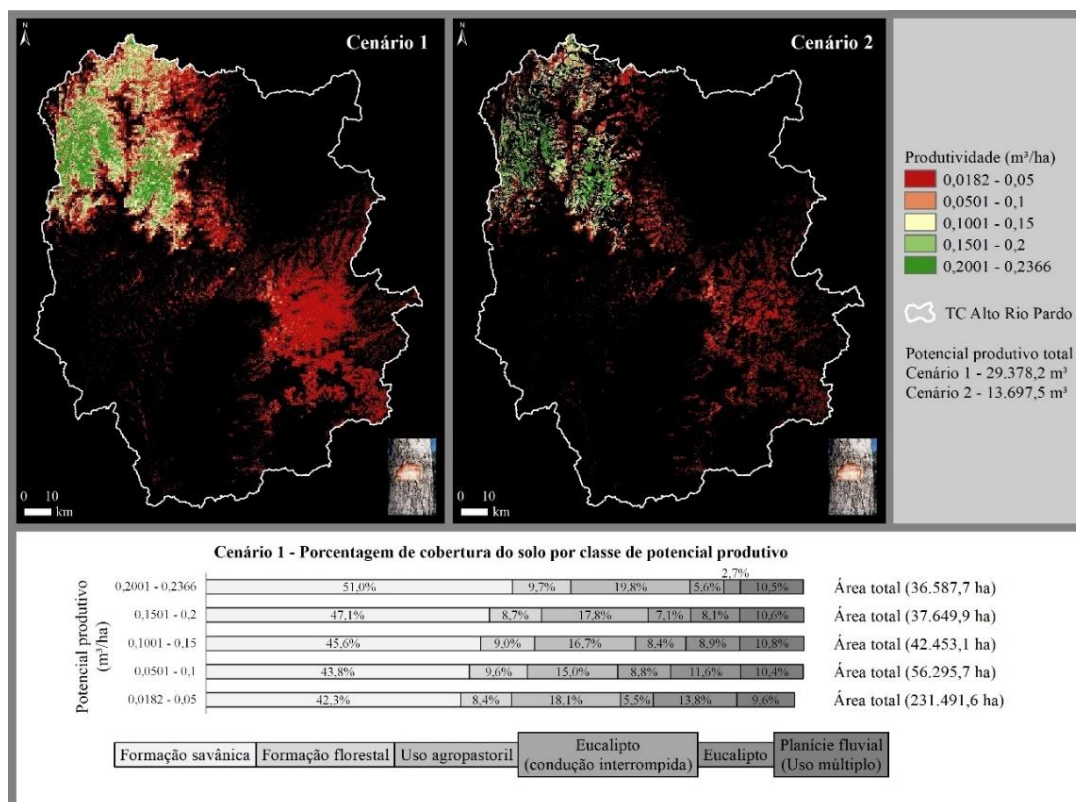 N
Cenário 1
0 10
km
N
Cenário 2
0 10
km
Produtividade (m³/ha)
0,0182 - 0,05
0,0501 - 0,1
0,1001 - 0,15
0,1501 - 0,2
0,2001 - 0,2366
TC Alto Rio Pardo
Potencial produtivo total
Cenário 1 - 29.378,2 m³
Cenário 2 - 13.697,5 m³
Cenário 1 - Porcentagem de cobertura do solo por classe de potencial produtivo
Potencial produtivo
(m³/ha)
2,7%
0,2001 - 0,2366 51,0% 9,7% 19,8% 5,6% 10,5% Área total (36.587,7 ha)
0,1501 - 0,2 47,1% 8,7% 17,8% 7,1% 8,1% 10,6% Área total (37.649,9 ha)
0,1001 - 0,15 45,6% 9,0% 16,7% 8,4% 8,9% 10,8% Área total (42.453,1 ha)
0,0501 - 0,1 43,8% 9,6% 15,0% 8,8% 11,6% 10,4% Área total (56.295,7 ha)
0,0182 - 0,05 42,3% 8,4% 18,1% 5,5% 13,8% 9,6% Área total (231.491,6 ha)
Formação savânica
Formação florestal
Uso agropastoril
Eucalipto
(condução interrompida)
Eucalipto
Planície fluvial
(Uso múltiplo)